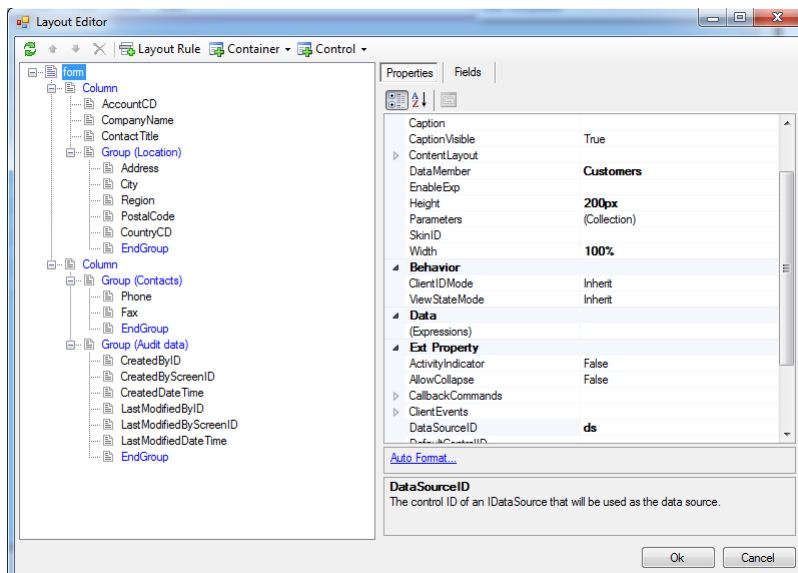 Layout Editor
Layout Rule Container Control
form
Column
AccountCD
CompanyName
ContactTitle
Group (Location)
Address
City
Region
PostalCode
CountryCD
EndGroup
Column
Group (Contacts)
Phone
Fax
EndGroup
Group (Audit data)
CreatedByID
CreatedByScreenID
CreatedDateTime
LastModifiedByID
LastModifiedByScreenID
LastModifiedDateTime
EndGroup
Properties Fields
Caption
CaptionVisible True
ContentLayout
DataMember Customers
EnableExp
Height 200px
Parameters (Collection)
SkinID
Width 100%
Behavior
ClientIDMode Inherit
ViewStateMode Inherit
Data
(Expressions)
Ext Property
ActivityIndicator False
AllowCollapse False
CallbackCommands
ClientEvents
DataSourceID ds
DefaultControlID
Auto Format...
DataSourceID
The control ID of an IDataSource that will be used as the data source.
Ok Cancel